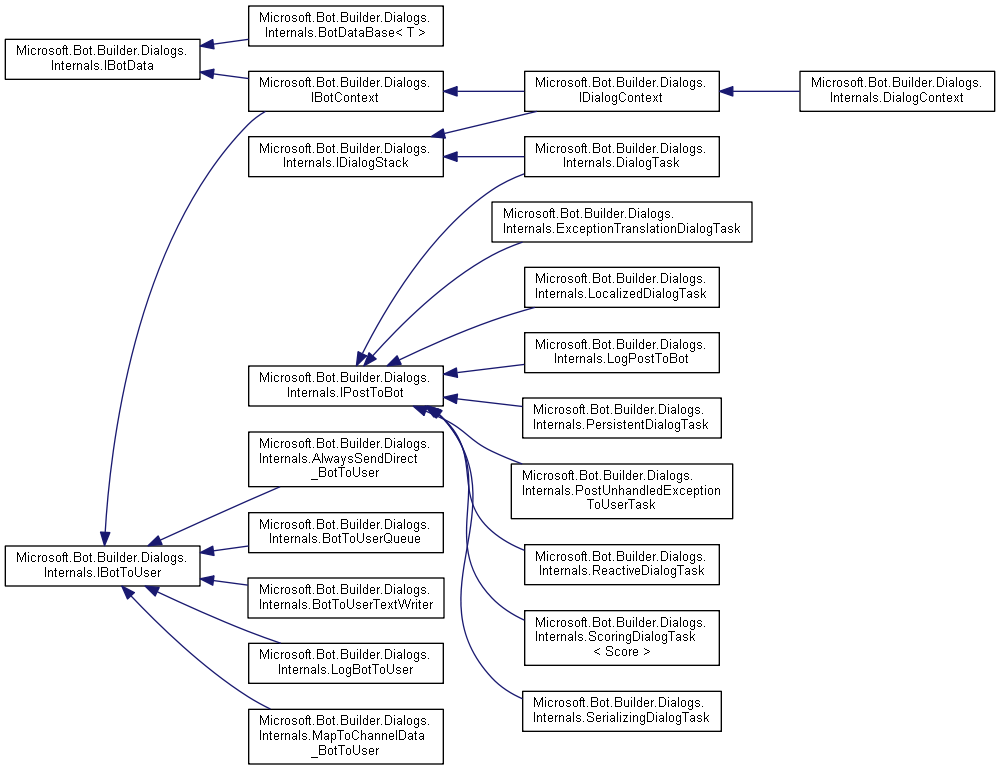 Microsoft.Bot.Builder.Dialogs.
Internals.IBotData
Microsoft.Bot.Builder.Dialogs.
Internals.BotDataBase< T >
Microsoft.Bot.Builder.Dialogs.
IBotContext
Microsoft.Bot.Builder.Dialogs.
IDialogContext
Microsoft.Bot.Builder.Dialogs.
Internals.DialogContext
Microsoft.Bot.Builder.Dialogs.
Internals.IDialogStack
Microsoft.Bot.Builder.Dialogs.
Internals.DialogTask
Microsoft.Bot.Builder.Dialogs.
Internals.ExceptionTranslationDialogTask
Microsoft.Bot.Builder.Dialogs.
Internals.LocalizedDialogTask
Microsoft.Bot.Builder.Dialogs.
Internals.LogPostToBot
Microsoft.Bot.Builder.Dialogs.
Internals.IPostToBot
Microsoft.Bot.Builder.Dialogs.
Internals.PersistentDialogTask
Microsoft.Bot.Builder.Dialogs.
Internals.AlwaysSendDirect
_BotToUser
Microsoft.Bot.Builder.Dialogs.
Internals.PostUnhandledException
ToUserTask
Microsoft.Bot.Builder.Dialogs.
Internals.BotToUserQueue
Microsoft.Bot.Builder.Dialogs.
Internals.IBotToUser
Microsoft.Bot.Builder.Dialogs.
Internals.ReactiveDialogTask
Microsoft.Bot.Builder.Dialogs.
Internals.BotToUserTextWriter
Microsoft.Bot.Builder.Dialogs.
Internals.ScoringDialogTask
< Score >
Microsoft.Bot.Builder.Dialogs.
Internals.LogBotToUser
Microsoft.Bot.Builder.Dialogs.
Internals.SerializingDialogTask
Microsoft.Bot.Builder.Dialogs.
Internals.MapToChannelData
_BotToUser